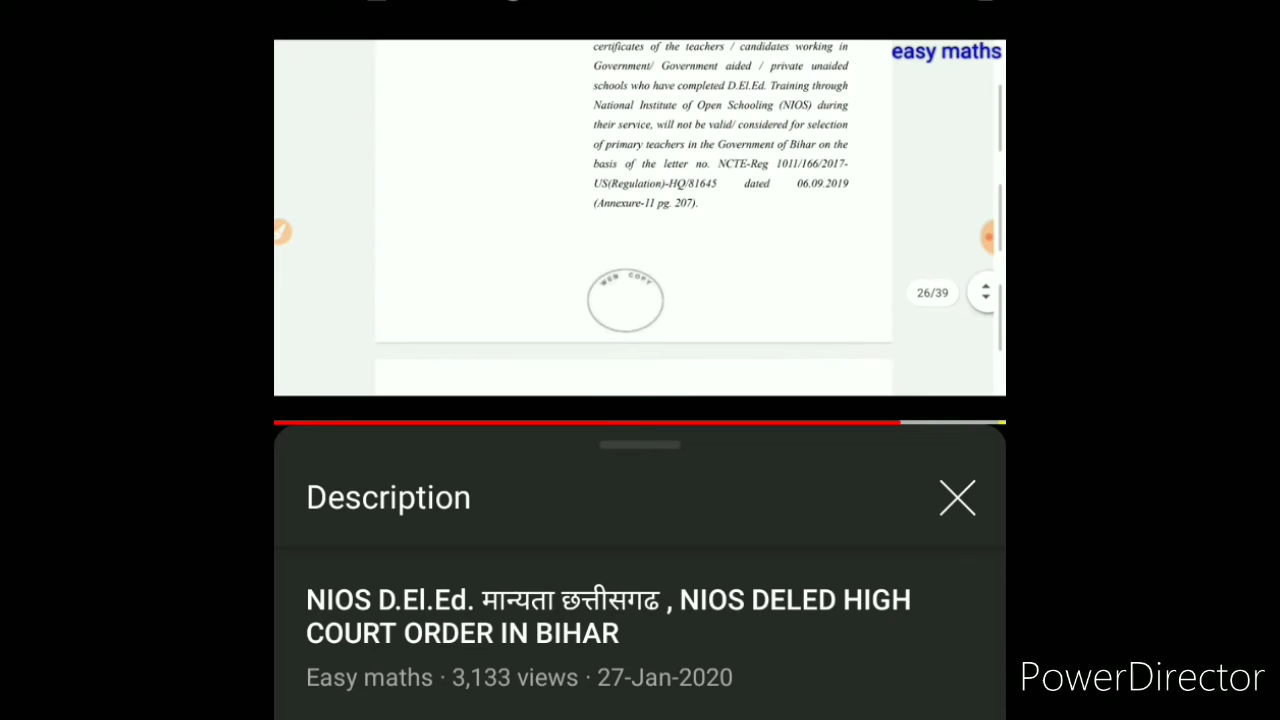 certificates of the teachers / candidates working in
Government/ Government aided / private unaided
schools who have completed D.El.Ed. Training through
National Institute of Open Schooling (NIOS) during
their service, will not be valid/ considered for selection
of primary teachers in the Government of Bihar on the
basis of the letter no. NCTE-Reg 1011/166/2017-
US(Regulation)-HQ/81645 dated 06.09.2019
(Annexure-11 pg. 207).
easy maths
WEB COPY
26/39
Description
NIOS D.El.Ed. मान्यता छत्तीसगढ , NIOS DELED HIGH
COURT ORDER IN BIHAR
Easy maths · 3,133 views · 27-Jan-2020
PowerDirector